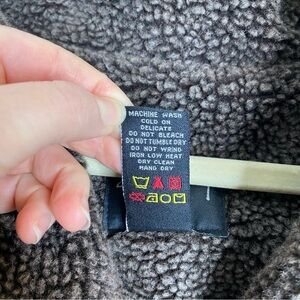 MACHINE WASH
COLD ON
DELICATE
DO NOT BLEACH
DO NOT TUMBLE DRY
DO NOT WRING
IRON LOW HEAT
DRY CLEAN
HANG DRY